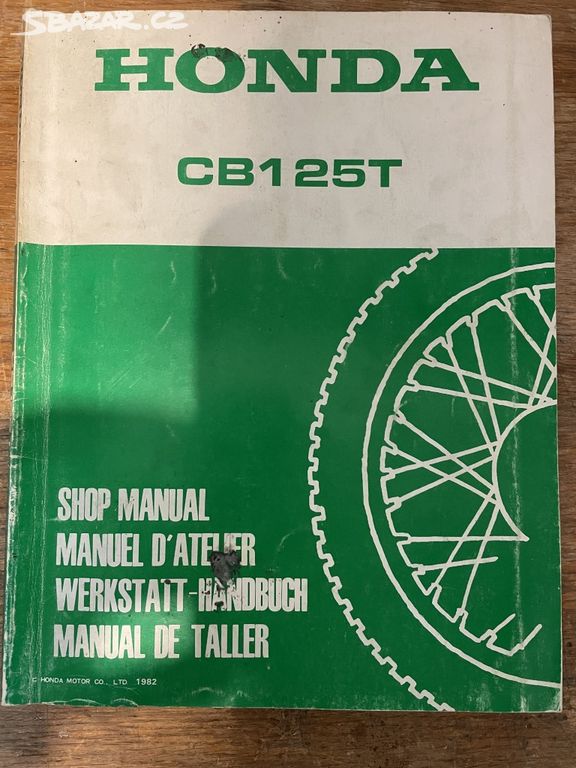 SBAZAR.CZ
HONDA
CB125T
SHOP MANUAL
MANUEL D'ATELIER
WERKSTATT-HANDBUCH
MANUAL DE TALLER
© HONDA MOTOR CO., LTD 1982